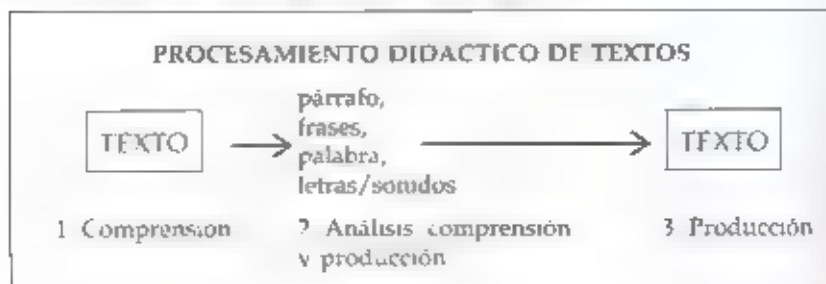 PROCESAMIENTO DIDACTICO DE TEXTOS
TEXTO
párrafo,
frases,
palabra,
letras/sonidos
TEXTO
1 Comprension
2 Análisis comprensión
y producción
3 Producción